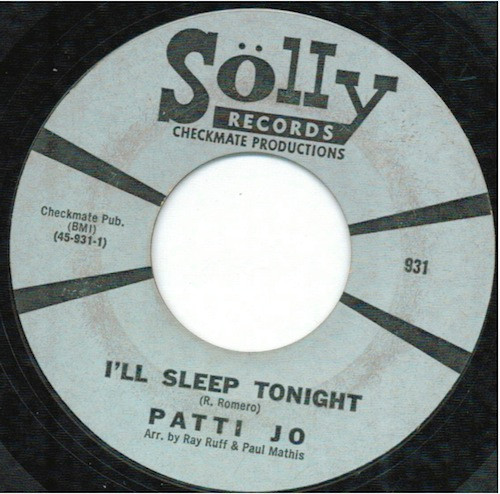 Sölly
RECORDS
CHECKMATE PRODUCTIONS
Checkmate Pub.
(BMI)
(45-931-1)
931
I'LL SLEEP TONIGHT
(R. Romero)
PATTI JO
Arr. by Ray Ruff & Paul Mathis